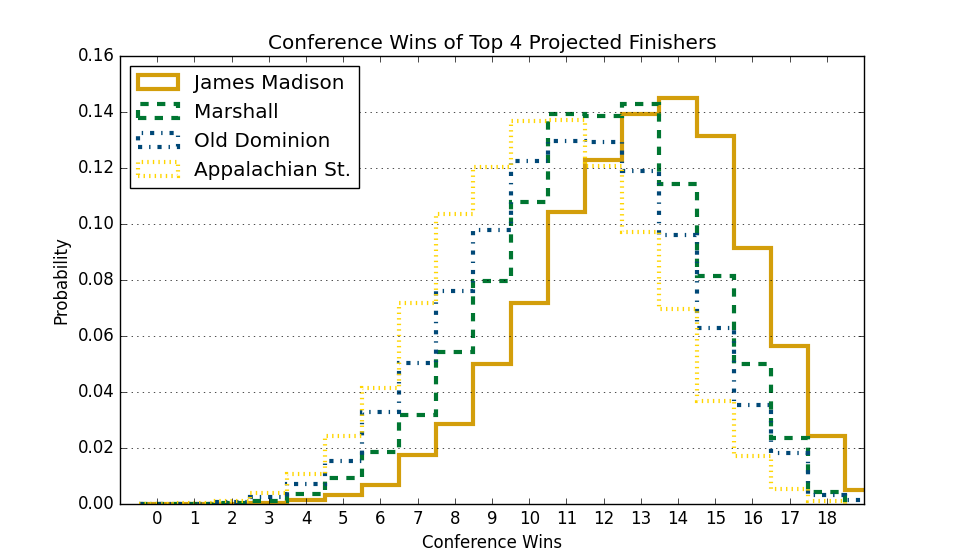 Conference Wins of Top 4 Projected Finishers
0.16
0.14
0.12
0.10
0.08
0.06
0.04
0.02
0.00
Probability
James Madison
Marshall
Old Dominion
Appalachian St.
0 1 2 3 4 5 6 7 8 9 10 11 12 13 14 15 16 17 18
Conference Wins